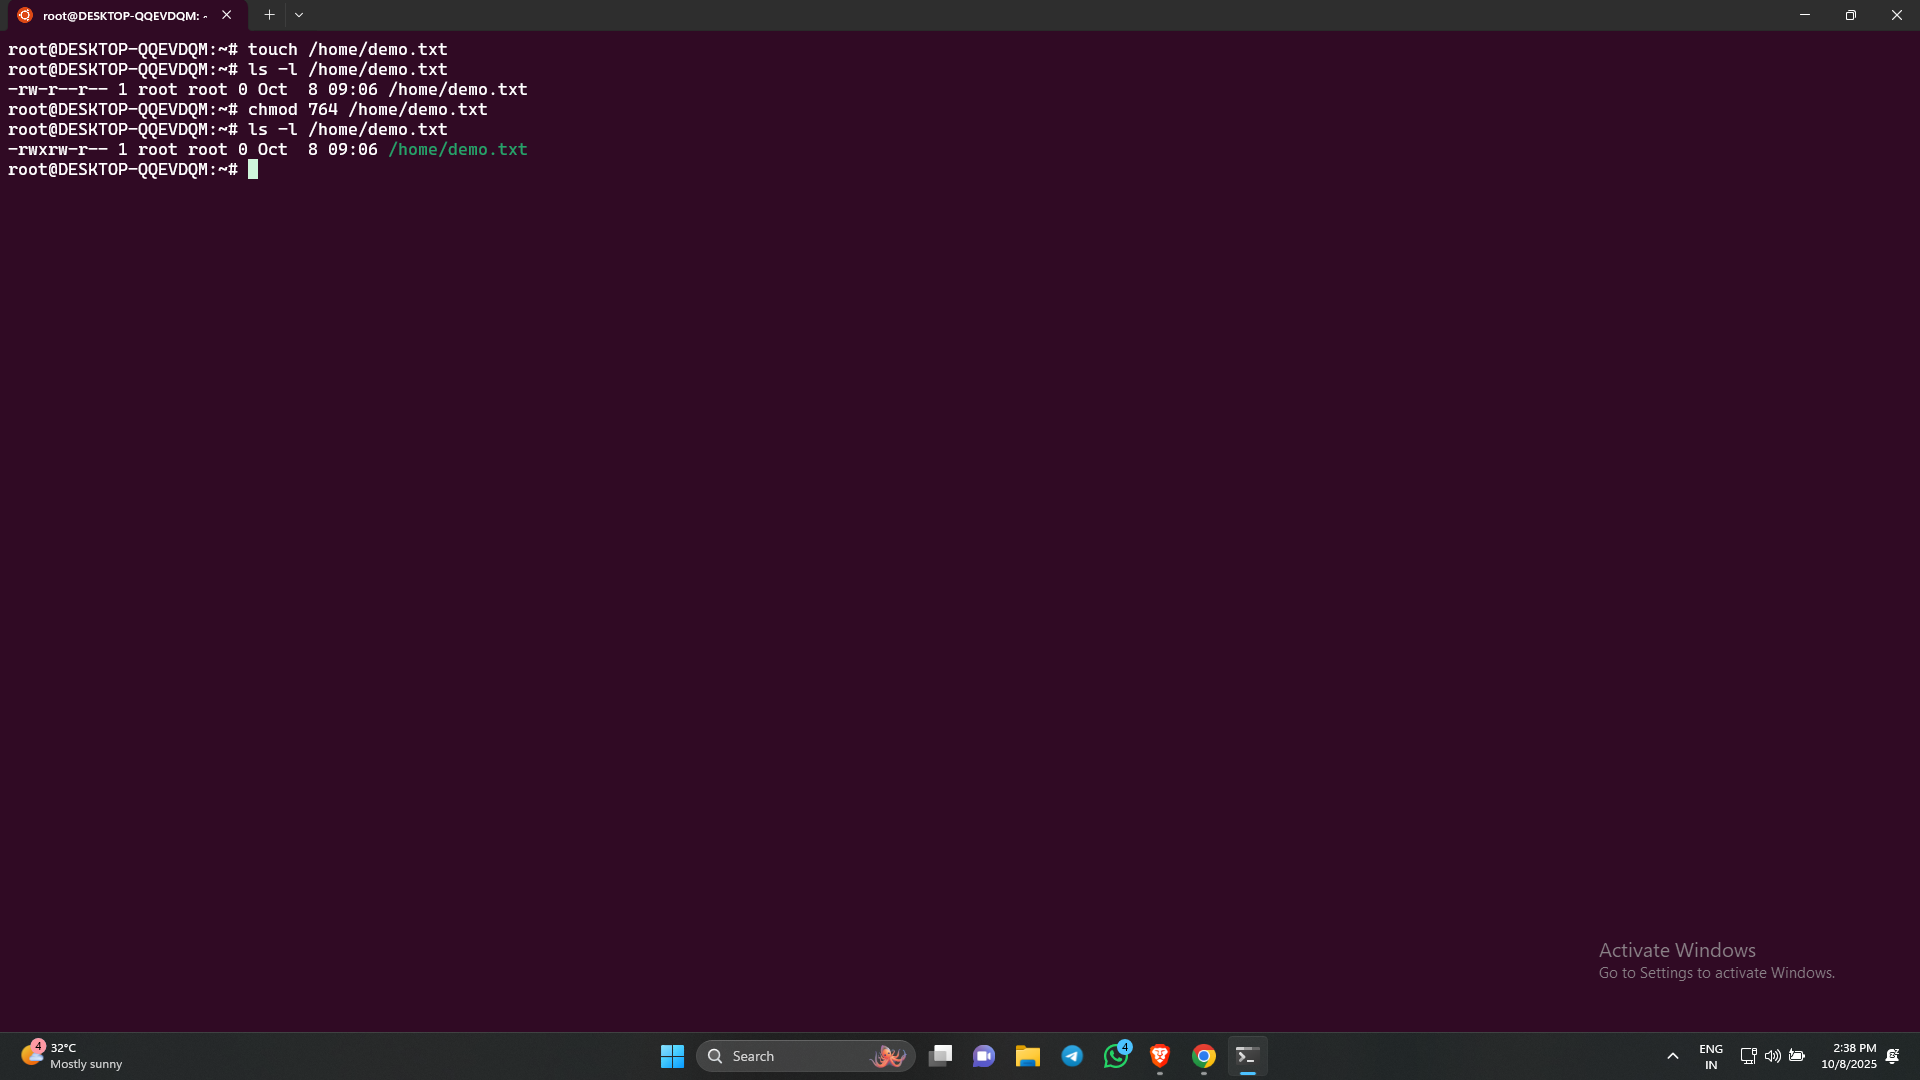 root@DESKTOP-QQEVDQM: ~
root@DESKTOP-QQEVDQM:~# touch /home/demo.txt
root@DESKTOP-QQEVDQM:~# ls -l /home/demo.txt
-rw-r--r-- 1 root root 0 Oct  8 09:06 /home/demo.txt
root@DESKTOP-QQEVDQM:~# chmod 764 /home/demo.txt
root@DESKTOP-QQEVDQM:~# ls -l /home/demo.txt
-rwxrw-r-- 1 root root 0 Oct  8 09:06 /home/demo.txt
root@DESKTOP-QQEVDQM:~#
Activate Windows
Go to Settings to activate Windows.
4
32°C
Mostly sunny
Search
4
ENG
IN
2:38 PM
10/8/2025